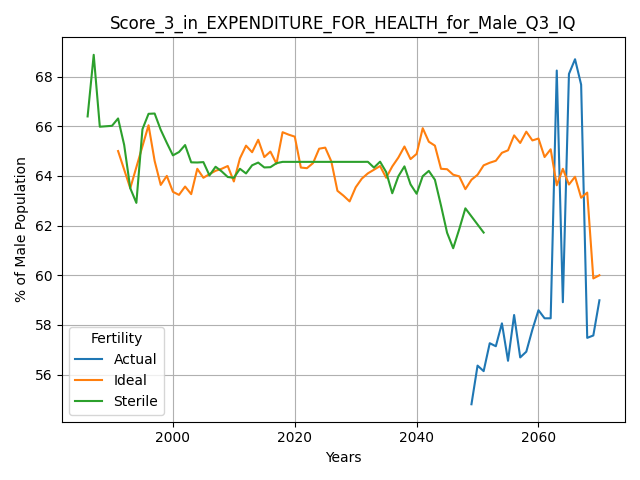 Score_3_in_EXPENDITURE_FOR_HEALTH_for_Male_Q3_IQ
% of Male Population
68
66
64
62
60
58
56
Fertility
Actual
Ideal
Sterile
2000 2020 2040 2060
Years